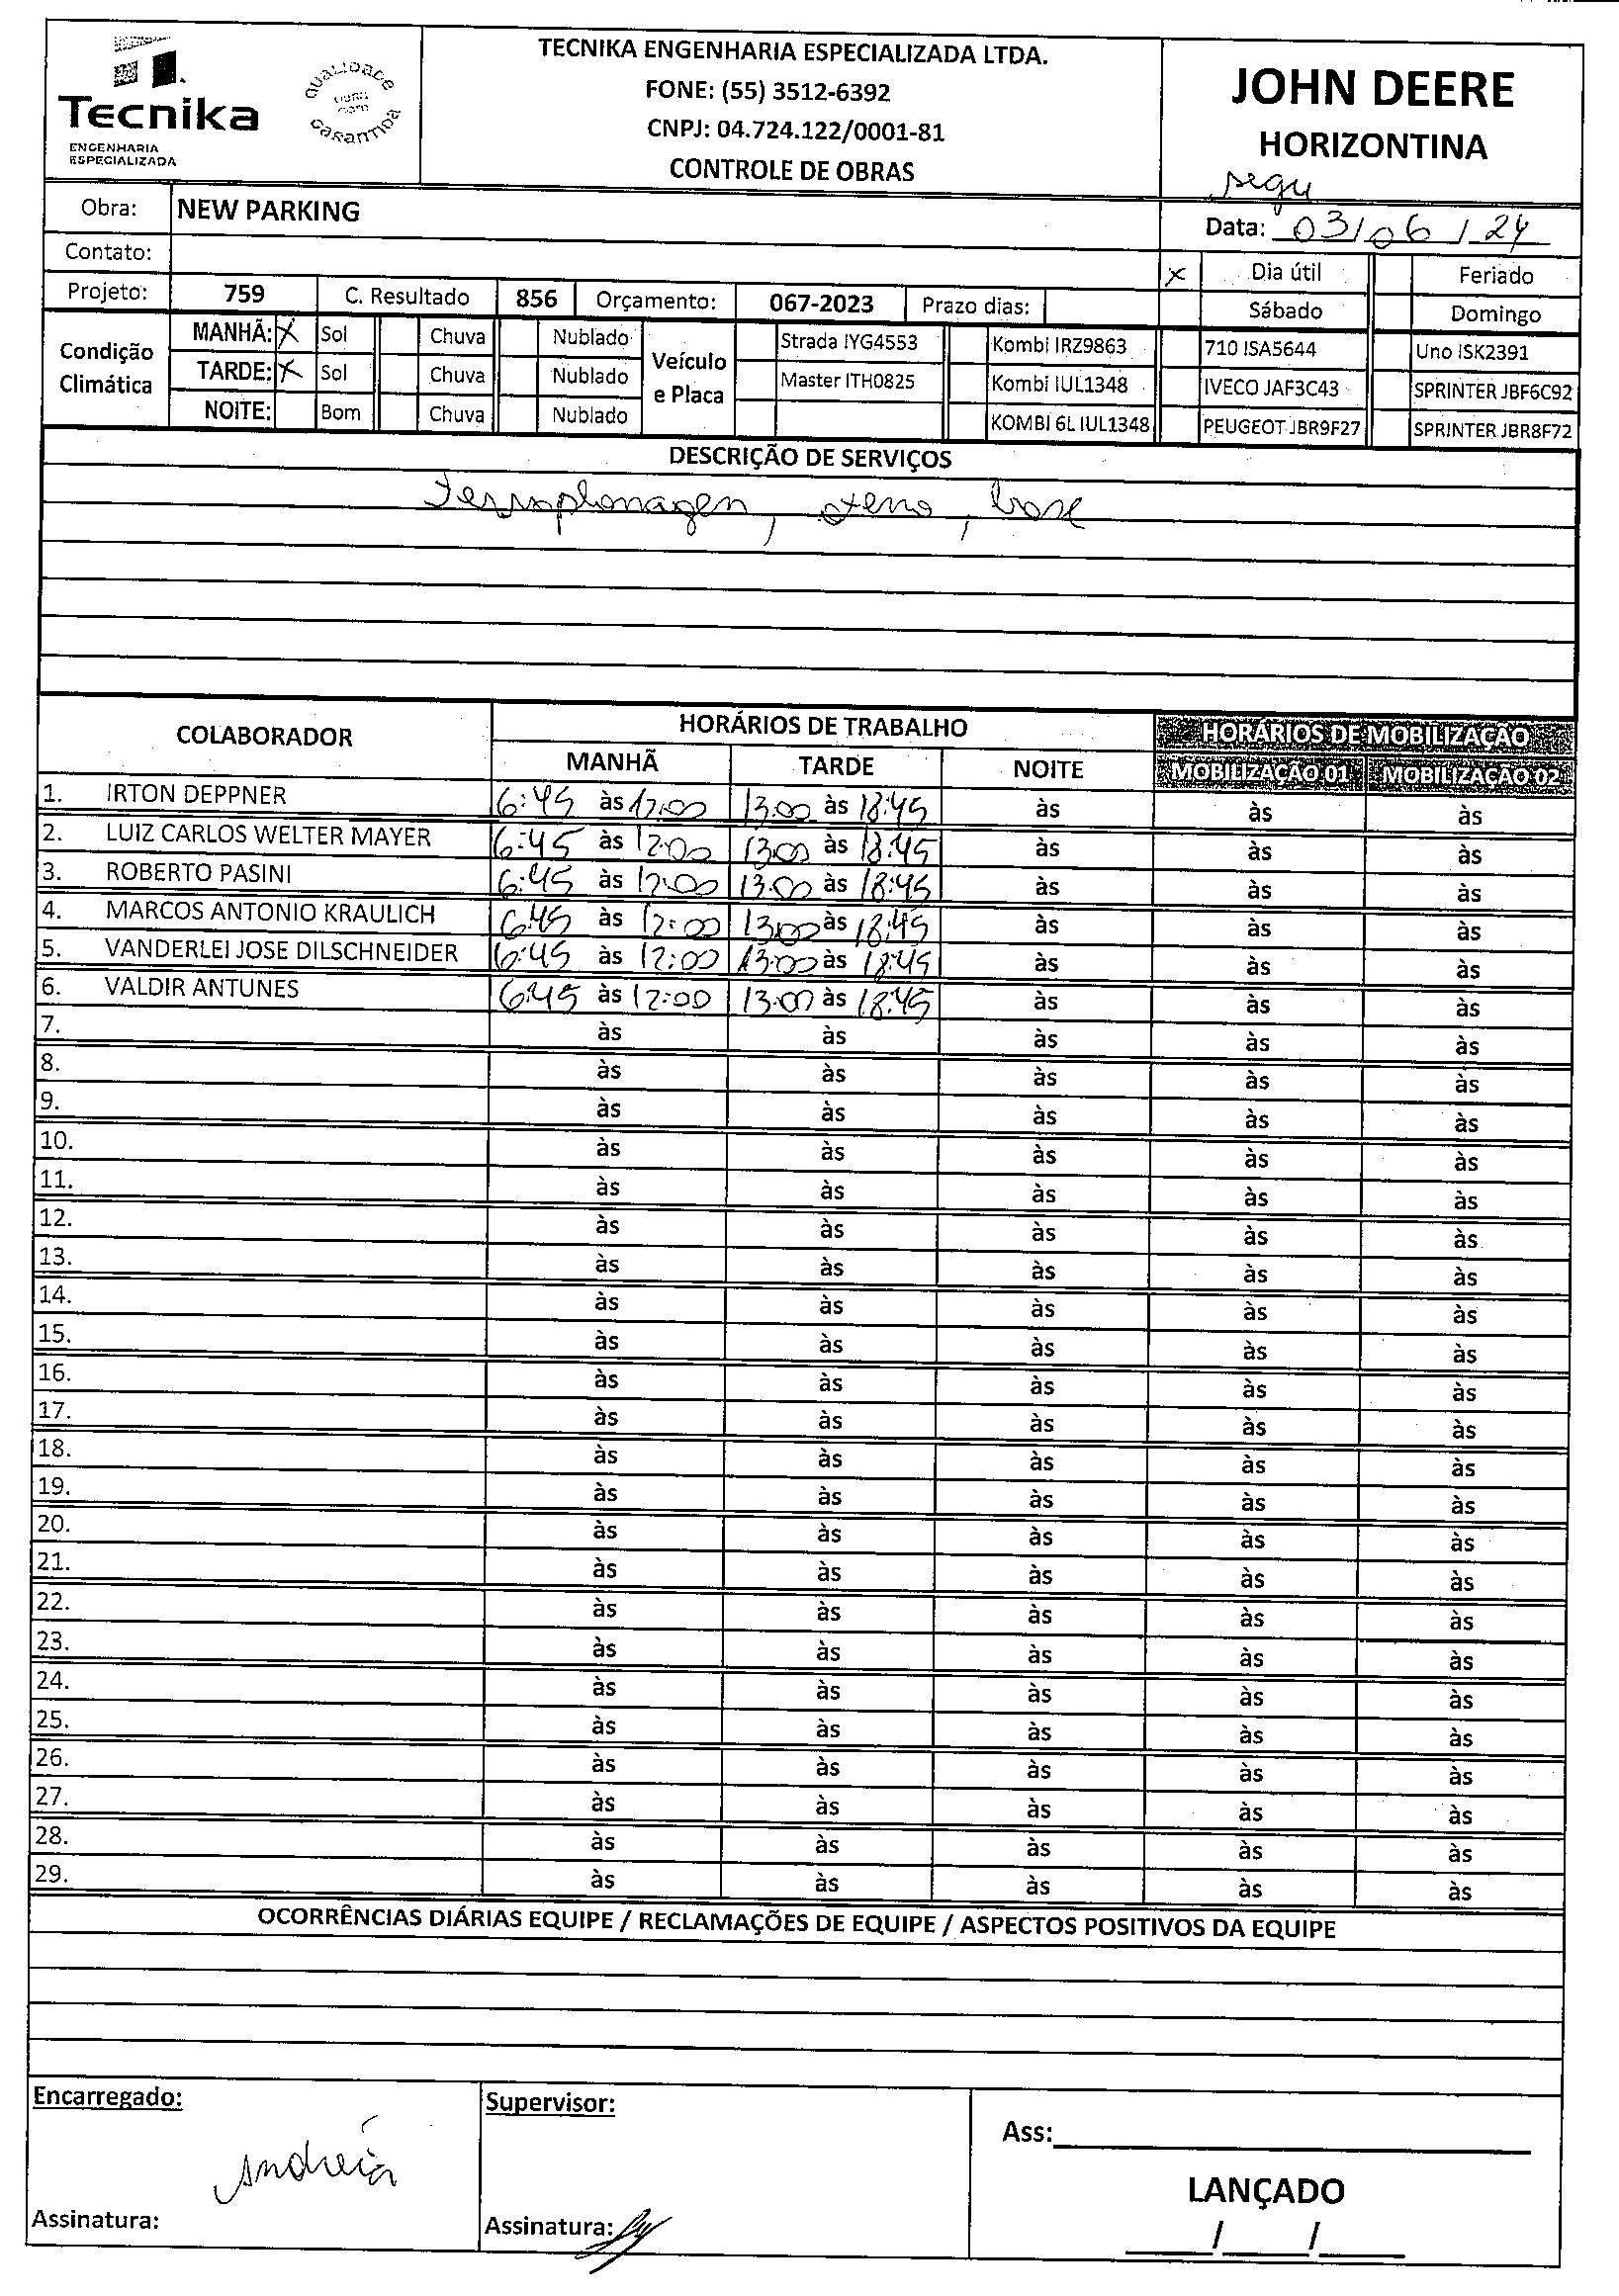 Tecnika
ENGENHARIA
ESPECIALIZADA
QUALIDADE
GARANTIDA
TECNIKA ENGENHARIA ESPECIALIZADA LTDA.
FONE: (55) 3512-6392
CNPJ: 04.724.122/0001-81
CONTROLE DE OBRAS
JOHN DEERE
HORIZONTINA
segu
Obra: NEW PARKING
Data: 03/06/24
Contato:
X Dia útil Feriado
Projeto: 759 C. Resultado 856 Orçamento: 067-2023 Prazo dias: Sábado Domingo
Condição Climática
MANHÃ: X Sol Chuva Nublado
TARDE: X Sol Chuva Nublado
NOITE: Bom Chuva Nublado
Veículo e Placa
Strada IYG4553 Kombi IRZ9863 710 ISA5644 Uno ISK2391
Master ITH0825 Kombi IUL1348 IVECO JAF3C43 SPRINTER JBF6C92
KOMBI 6L IUL1348 PEUGEOT JBR9F27 SPRINTER JBR8F72
DESCRIÇÃO DE SERVIÇOS
Terraplonagem, , base
COLABORADOR HORÁRIOS DE TRABALHO HORÁRIOS DE MOBILIZAÇÃO
MANHÃ TARDE NOITE MOBILIZAÇÃO 01 MOBILIZAÇÃO 02
1. IRTON DEPPNER 6:45 às 12:00 13:00 às 18:45 às às às
2. LUIZ CARLOS WELTER MAYER 6:45 às 12:00 13:00 às 18:45 às às às
3. ROBERTO PASINI 6:45 às 12:00 13:00 às 18:45 às às às
4. MARCOS ANTONIO KRAULICH 6:45 às 12:00 13:00 às 18:45 às às às
5. VANDERLEI JOSE DILSCHNEIDER 6:45 às 12:00 13:00 às 18:45 às às às
6. VALDIR ANTUNES 6:45 às 12:00 13:00 às 18:45 às às às
7. às às às às às
8. às às às às às
9. às às às às às
10. às às às às às
11. às às às às às
12. às às às às às
13. às às às às às
14. às às às às às
15. às às às às às
16. às às às às às
17. às às às às às
18. às às às às às
19. às às às às às
20. às às às às às
21. às às às às às
22. às às às às às
23. às às às às às
24. às às às às às
25. às às às às às
26. às às às às às
27. às às às às às
28. às às às às às
29. às às às às às
OCORRÊNCIAS DIÁRIAS EQUIPE / RECLAMAÇÕES DE EQUIPE / ASPECTOS POSITIVOS DA EQUIPE
Encarregado: Supervisor:
Ass:
Andréia
LANÇADO
Assinatura: Assinatura:
/ /